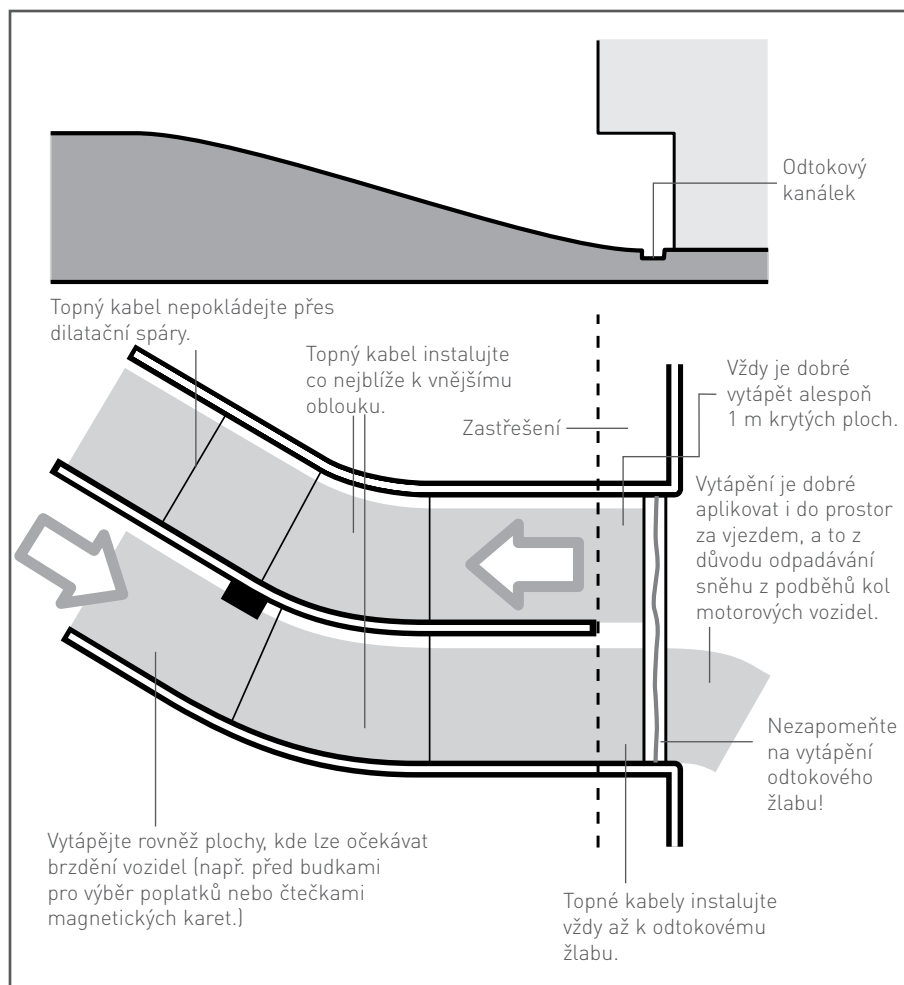 Odtokový
kanálek
Topný kabel nepokládejte přes
dilatační spáry.
Topný kabel instalujte
co nejblíže k vnějšímu
oblouku.
Zastřešení
Vždy je dobré
vytápět alespoň
1 m krytých ploch.
Vytápění je dobré
aplikovat i do prostor
za vjezdem, a to z
důvodu odpadávání
sněhu z podběhů kol
motorových vozidel.
Nezapomeňte
na vytápění
odtokového
žlabu!
Vytápějte rovněž plochy, kde lze očekávat
brzdění vozidel (např. před budkami
pro výběr poplatků nebo čtečkami
magnetických karet.)
Topné kabely instalujte
vždy až k odtokovému
žlabu.